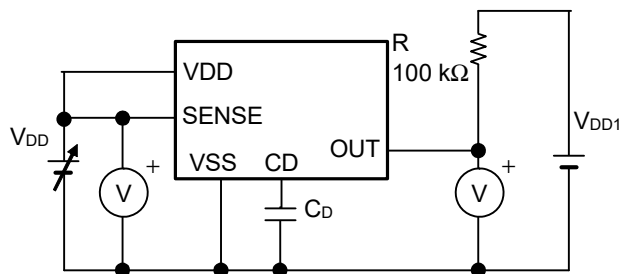 R
100 kΩ
VDD
SENSE
VDD
VDD1
OUT
VSS
CD
+
V
+
V
CD